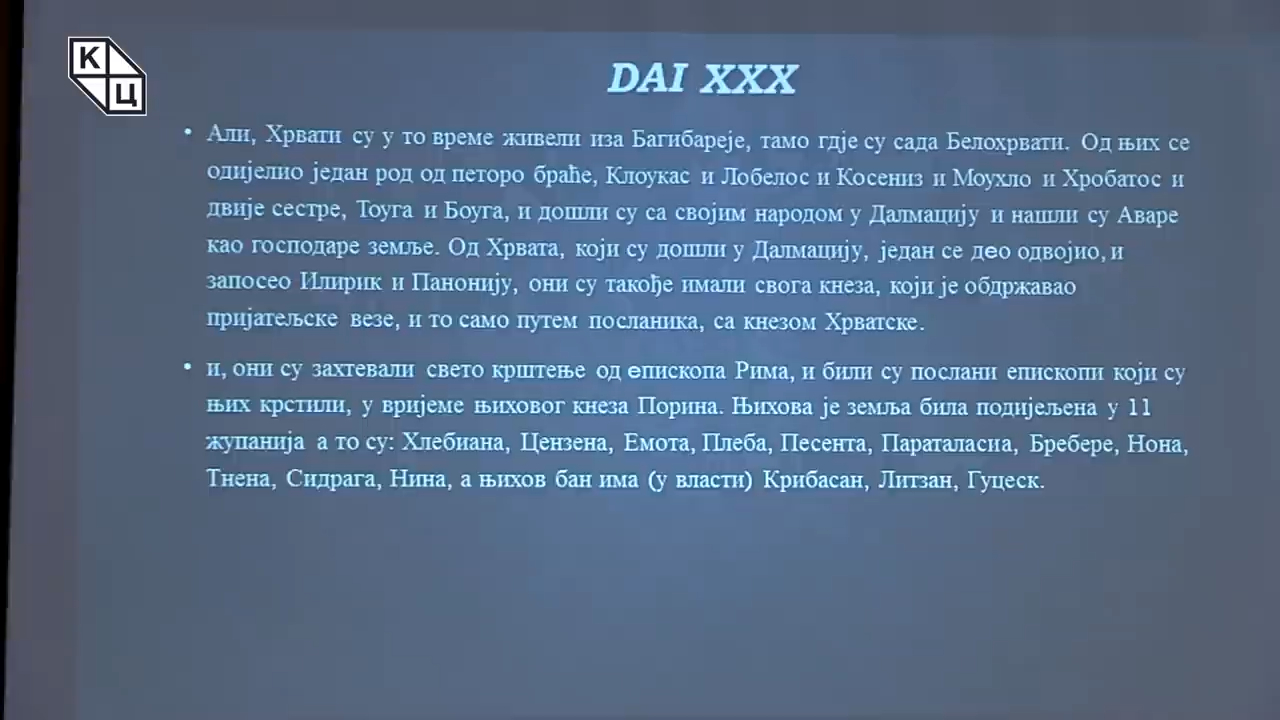 К
Ц
DAI XXX
• Али, Хрвати су у то време живели иза Багибареје, тамо гдје су сада Белохрвати. Од њих се
одијелио један род од петоро браће, Клоукас и Лобелос и Косениз и Моухло и Хробатос и
двије сестре, Тоуга и Боуга, и дошли су са својим народом у Далмацију и нашли су Аваре
као господаре земље. Од Хрвата, који су дошли у Далмацију, један се део одвојио, и
запосео Илирик и Панонију, они су такође имали свога кнеза, који је обдржавао
пријатељске везе, и то само путем посланика, са кнезом Хрватске.
• и, они су захтевали свето крштење од епископа Рима, и били су послани епископи који су
њих крстили, у вријеме њиховог кнеза Порина. Њихова је земља била подијељена у 11
жупанија а то су: Хлебиана, Цензена, Емота, Плеба, Песента, Параталасиа, Бребере, Нона,
Тнена, Сидрага, Нина, а њихов бан има (у власти) Крибасан, Литзан, Гуцеск.